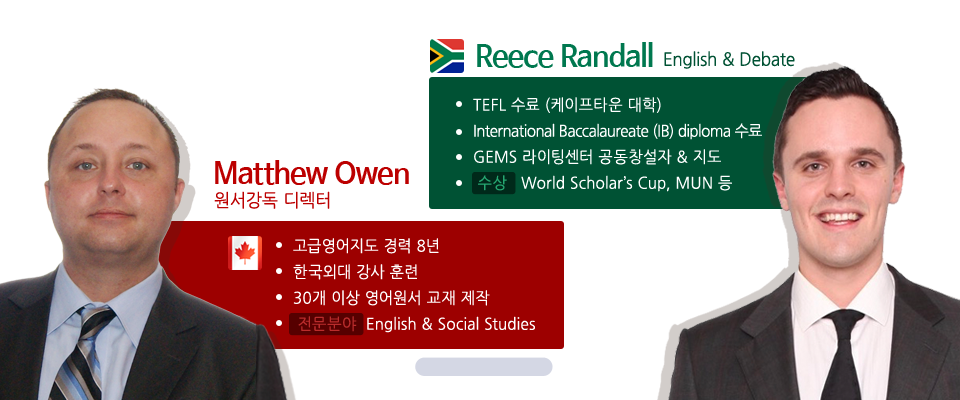 Reece Randall English & Debate
TEFL 수료 (케이프타운 대학)
International Baccalaureate (IB) diploma 수료
GEMS 라이팅센터 공동창설자 & 지도
수상 World Scholar's Cup, MUN 등
Matthew Owen
원서강독 디렉터
고급영어지도 경력 8년
한국외대 강사 훈련
30개 이상 영어원서 교재 제작
전문분야 English & Social Studies